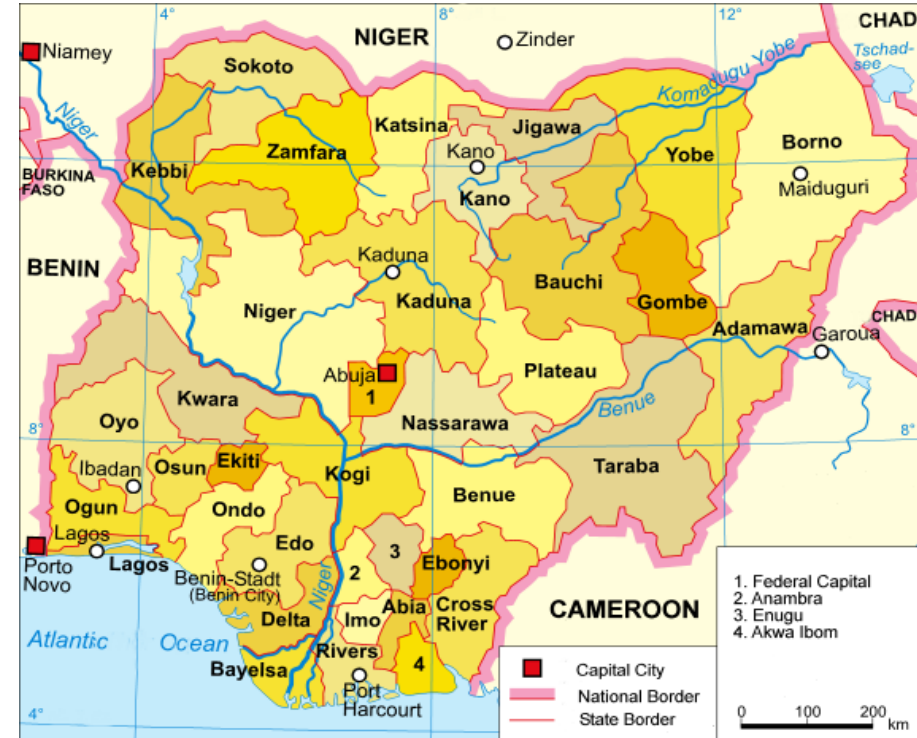 4°
8°
12°
CHAD
NIGER
Zinder
Niamey
Tschad-
see
Komadugu Yobe
Sokoto
Niger
Katsina
Jigawa
Borno
Zamfara
Kano
Yobe
Kebbi
BURKINA
FASO
Maiduguri
Kano
BENIN
Kaduna
Bauchi
Kaduna
Gombe
Niger
CHAD
Adamawa
Garoua
Abuja
1
Plateau
Kwara
Benue
Nassarawa
Oyo
8°
8°
Taraba
Ibadan
Osun
Ekiti
Kogi
Benue
Ogun
Ondo
Lagos
Edo
3
Ebonyi
Porto
Novo
Lagos
Benin-Stadt
(Benin City)
2
Niger
Abia
Cross
River
CAMEROON
Delta
Imo
Atlantic Ocean
Rivers
Bayelsa
4
Port
Harcourt
4°
1. Federal Capital
2. Anambra
3. Enugu
4. Akwa Ibom
Capital City
National Border
State Border
0 100 200
km